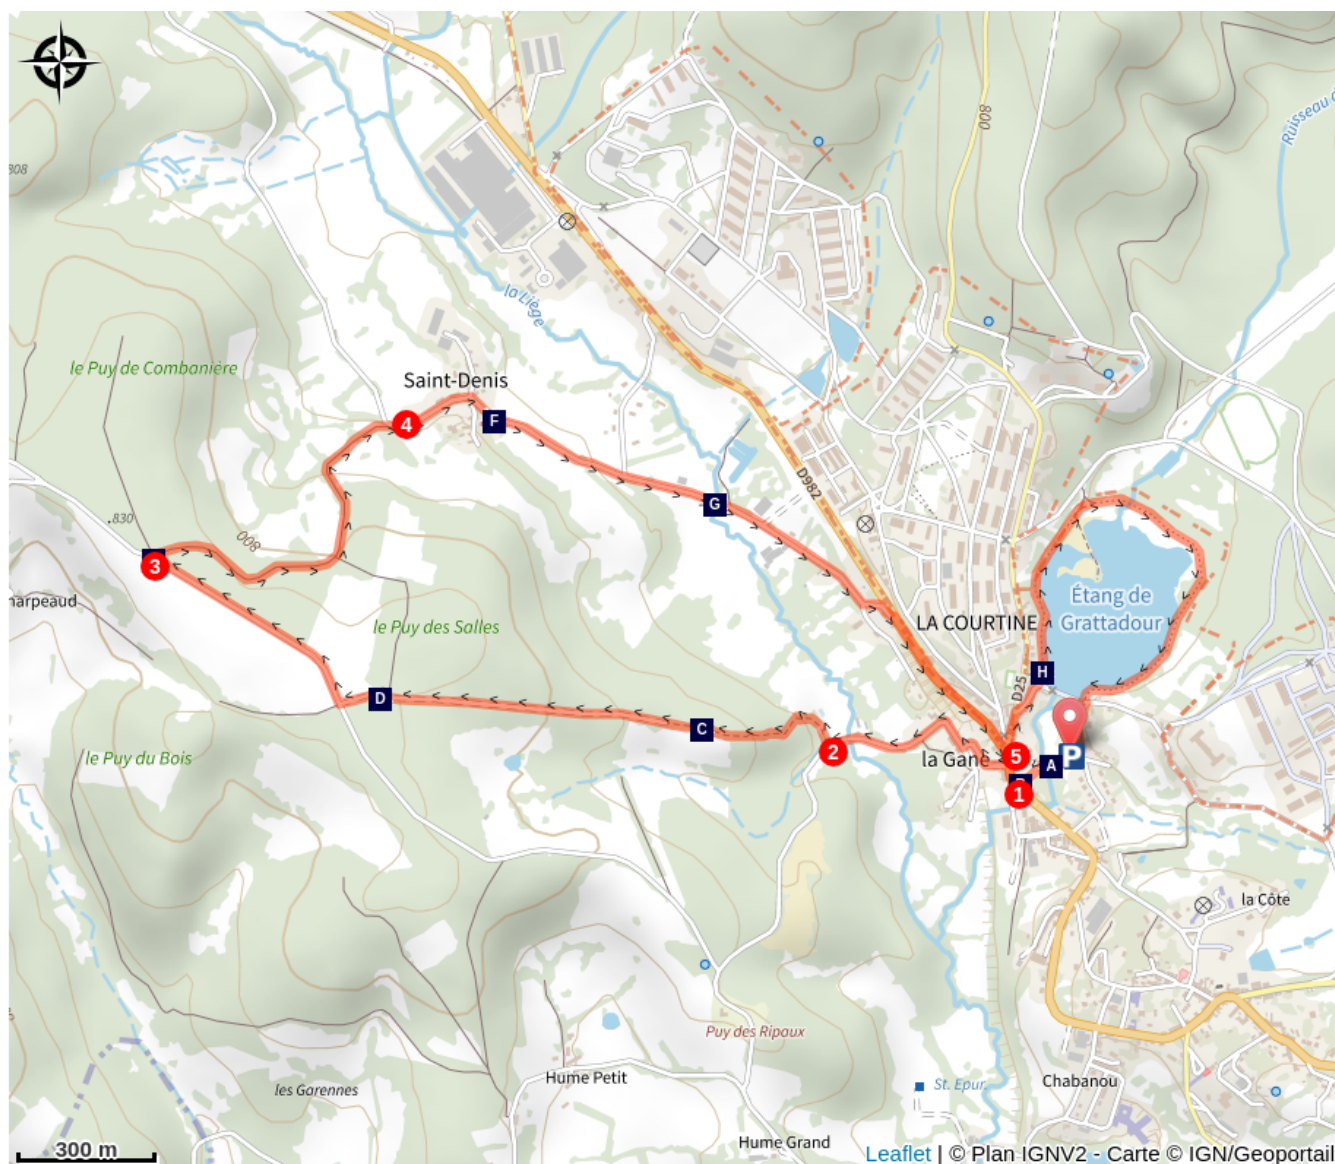 800
Ruisseau d
808
la Liège
le Puy de Combanière
Saint-Denis
4
F
D982
G
.830
800
3
harpeaud
le Puy des Salles
Étang de
Grattadour
LA COURTINE
H
D25
D
C
2
le Puy du Bois
la Gane
5
A
P
1
la Côte
Puy des Ripaux
Hume Petit
les Garennes
St. Epur.
Chabanou
Hume Grand
300 m
Leaflet | © Plan IGNV2 - Carte © IGN/Geoportail